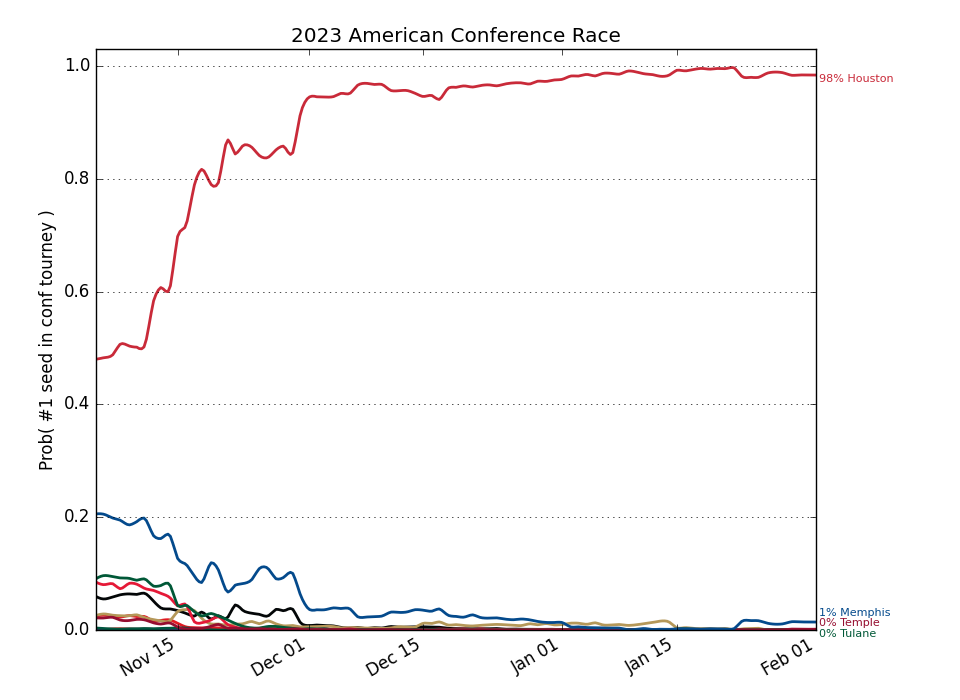 2023 American Conference Race
Prob( #1 seed in conf tourney )
1.0
0.8
0.6
0.4
0.2
0.0
98% Houston
1% Memphis
0% Temple
0% Tulane
Nov 15
Dec 01
Dec 15
Jan 01
Jan 15
Feb 01